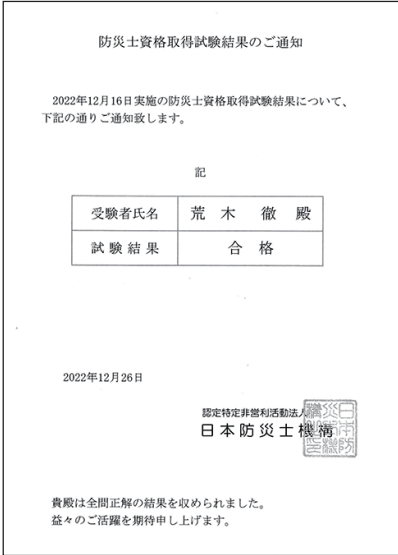 防災士資格取得試験結果のご通知
2022年12月16日実施の防災士資格取得試験結果について、
下記の通りご通知致します。
記
受験者氏名 荒木 徹 殿
試験結果 合格
2022年12月26日
認定特定非営利活動法人
日本防災士機構
貴殿は全問正解の結果を収められました。
益々のご活躍を期待申し上げます。